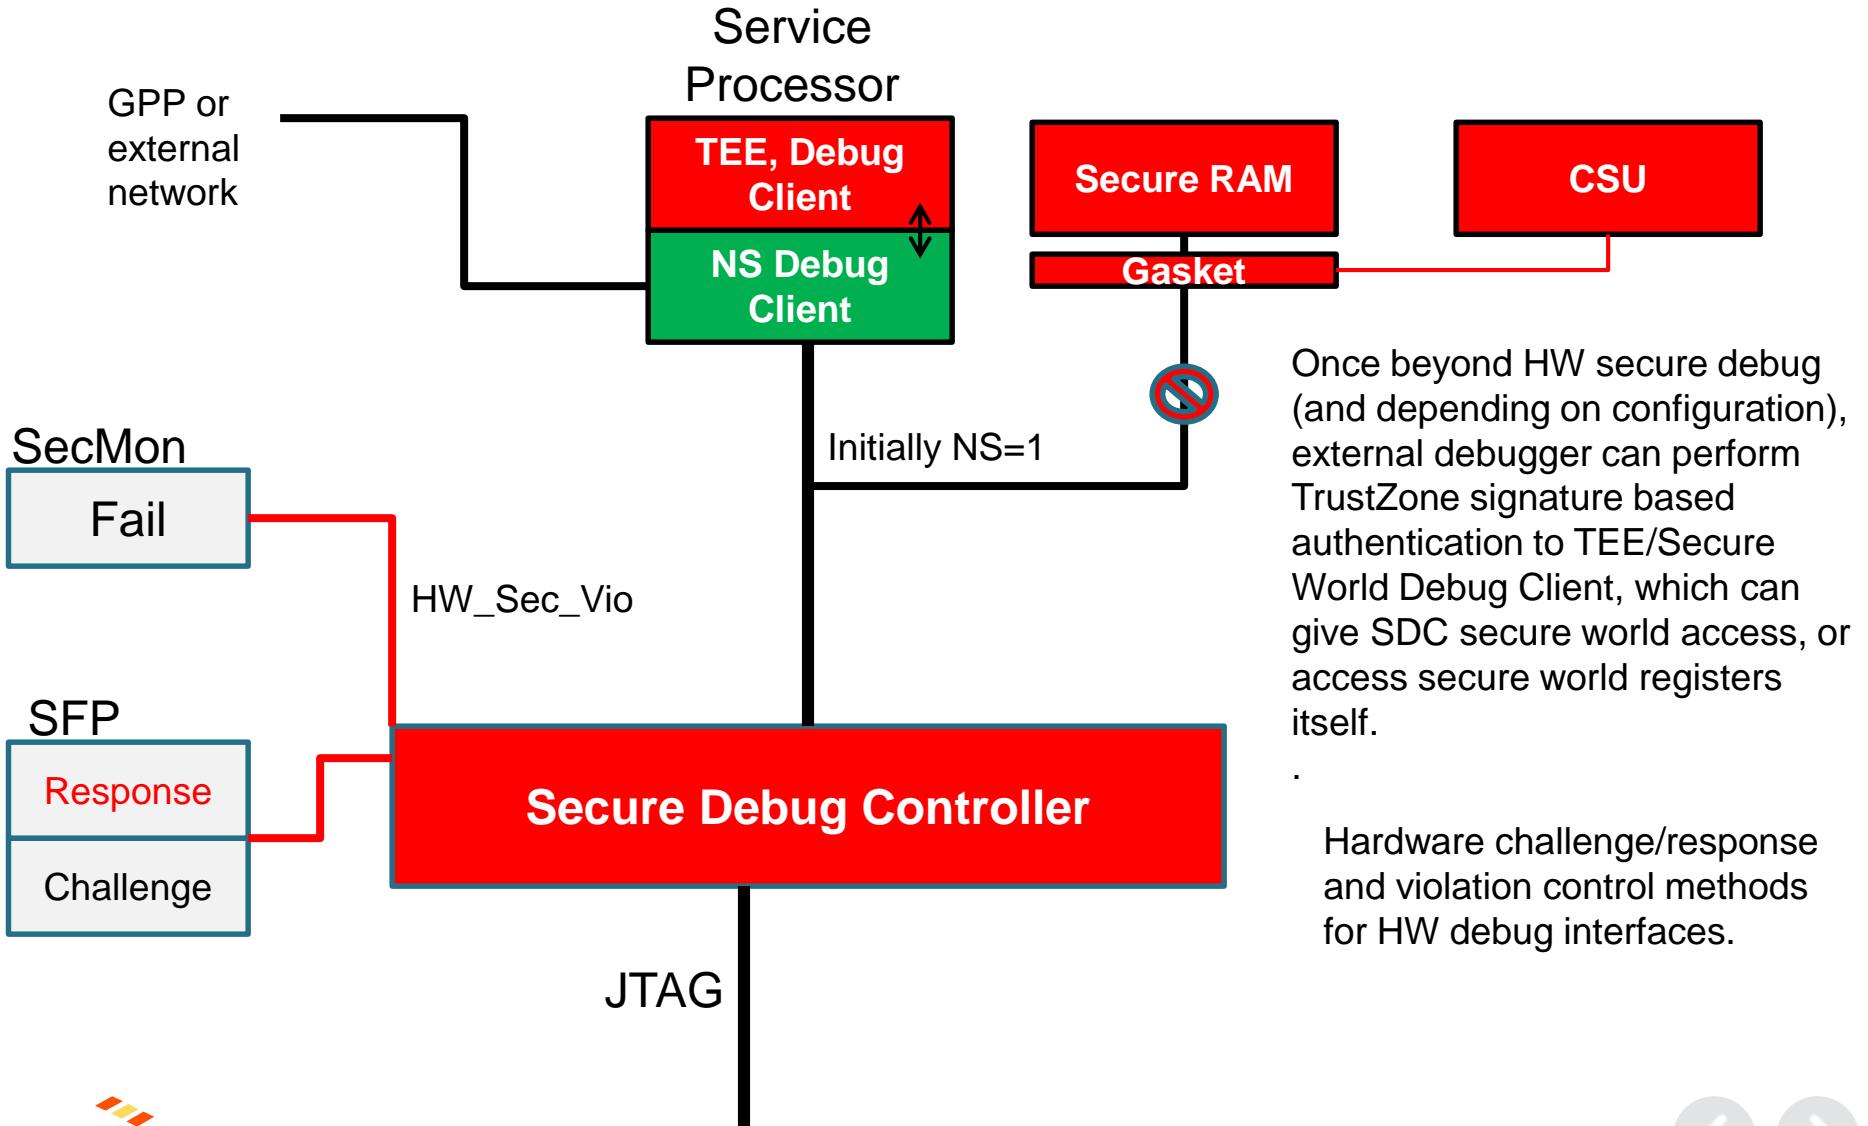 Service
Processor
GPP or
external
network
TEE, Debug
Client
NS Debug
Client
Secure RAM
Gasket
CSU
Initially NS=1
SecMon
Fail
HW_Sec_Vio
SFP
Response
Challenge
Secure Debug Controller
JTAG
Once beyond HW secure debug
(and depending on configuration),
external debugger can perform
TrustZone signature based
authentication to TEE/Secure
World Debug Client, which can
give SDC secure world access, or
access secure world registers
itself.
.
Hardware challenge/response
and violation control methods
for HW debug interfaces.